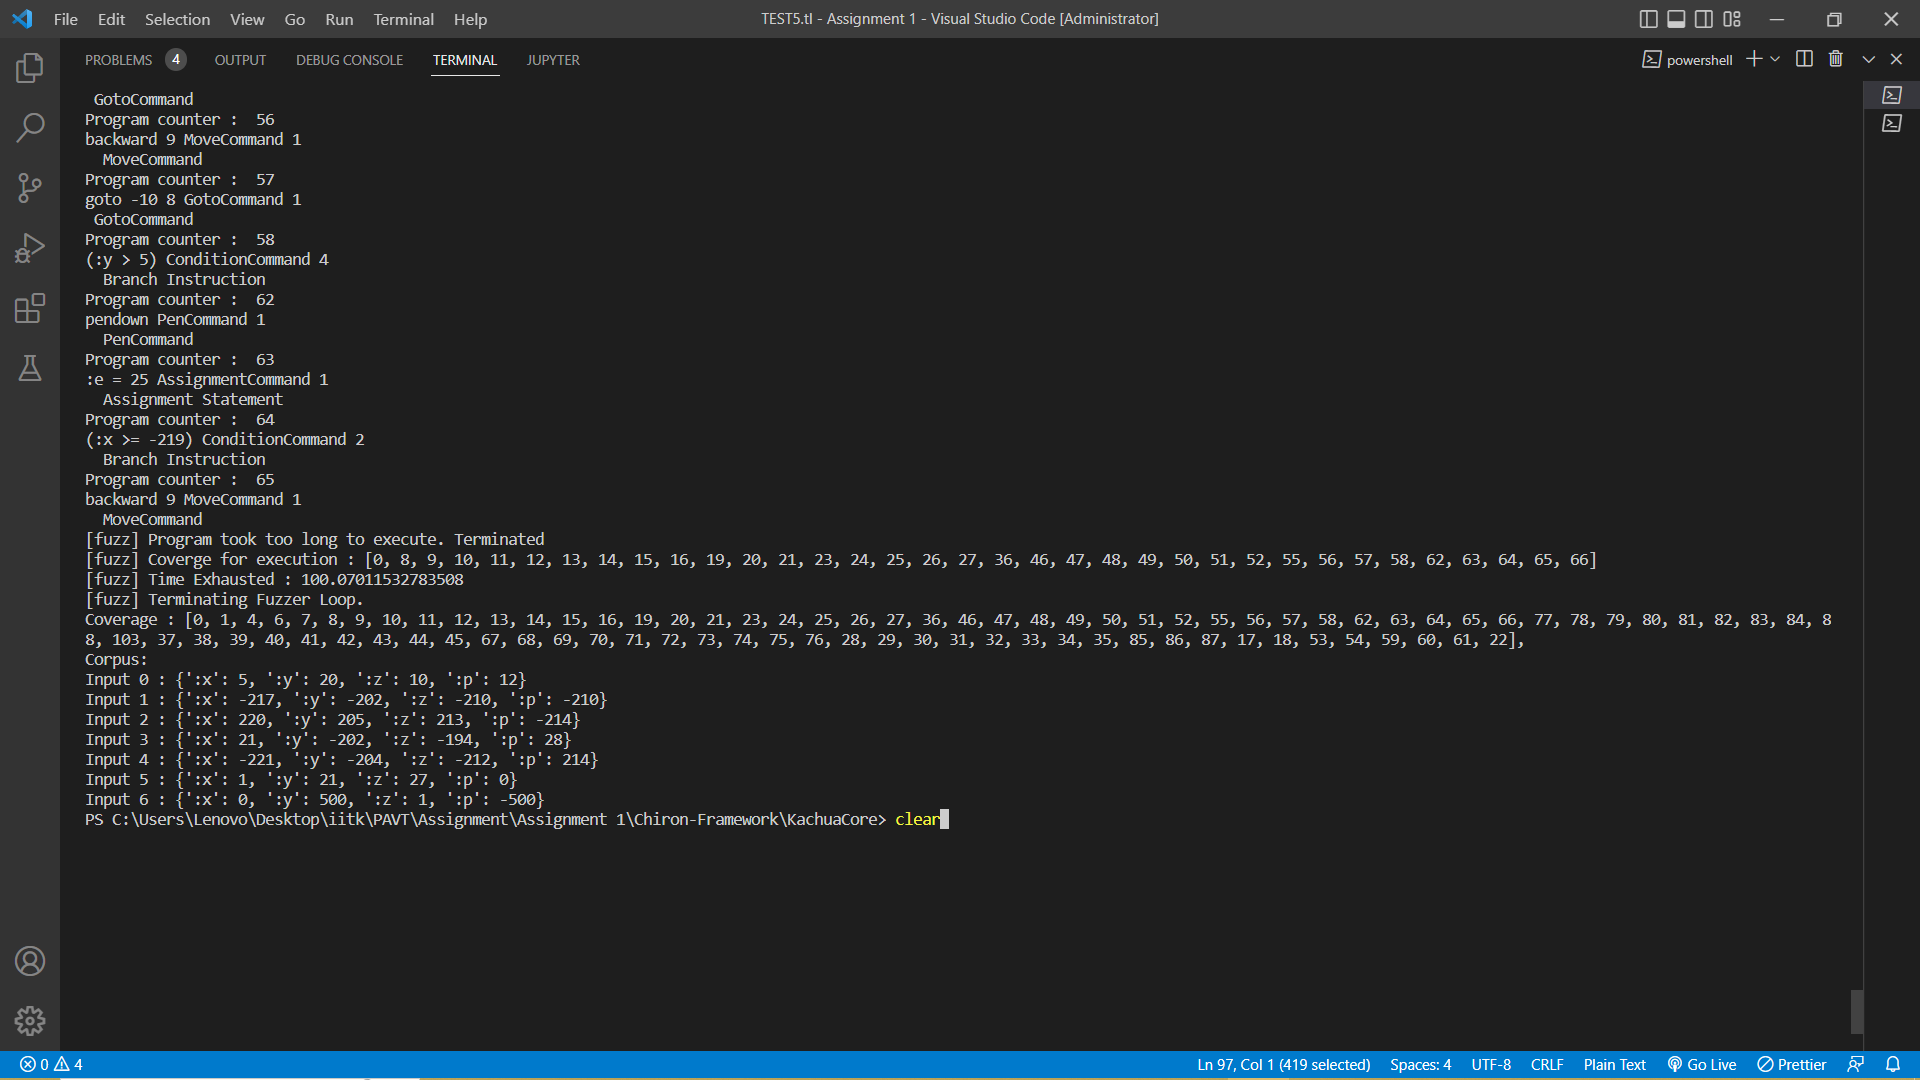 File Edit Selection View Go Run Terminal Help
TEST5.tl - Assignment 1 - Visual Studio Code [Administrator]
PROBLEMS 4 OUTPUT DEBUG CONSOLE TERMINAL JUPYTER
powershell
GotoCommand
Program counter :  56
backward 9 MoveCommand 1
MoveCommand
Program counter :  57
goto -10 8 GotoCommand 1
GotoCommand
Program counter :  58
(:y > 5) ConditionCommand 4
Branch Instruction
Program counter :  62
pendown PenCommand 1
PenCommand
Program counter :  63
:e = 25 AssignmentCommand 1
Assignment Statement
Program counter :  64
(:x >= -219) ConditionCommand 2
Branch Instruction
Program counter :  65
backward 9 MoveCommand 1
MoveCommand
[fuzz] Program took too long to execute. Terminated
[fuzz] Coverge for execution : [0, 8, 9, 10, 11, 12, 13, 14, 15, 16, 19, 20, 21, 23, 24, 25, 26, 27, 36, 46, 47, 48, 49, 50, 51, 52, 55, 56, 57, 58, 62, 63, 64, 65, 66]
[fuzz] Time Exhausted : 100.07011532783508
[fuzz] Terminating Fuzzer Loop.
Coverage : [0, 1, 4, 6, 7, 8, 9, 10, 11, 12, 13, 14, 15, 16, 19, 20, 21, 23, 24, 25, 26, 27, 36, 46, 47, 48, 49, 50, 51, 52, 55, 56, 57, 58, 62, 63, 64, 65, 66, 77, 78, 79, 80, 81, 82, 83, 84, 8
8, 103, 37, 38, 39, 40, 41, 42, 43, 44, 45, 67, 68, 69, 70, 71, 72, 73, 74, 75, 76, 28, 29, 30, 31, 32, 33, 34, 35, 85, 86, 87, 17, 18, 53, 54, 59, 60, 61, 22],
Corpus:
Input 0 : {':x': 5, ':y': 20, ':z': 10, ':p': 12}
Input 1 : {':x': -217, ':y': -202, ':z': -210, ':p': -210}
Input 2 : {':x': 220, ':y': 205, ':z': 213, ':p': -214}
Input 3 : {':x': 21, ':y': -202, ':z': -194, ':p': 28}
Input 4 : {':x': -221, ':y': -204, ':z': -212, ':p': 214}
Input 5 : {':x': 1, ':y': 21, ':z': 27, ':p': 0}
Input 6 : {':x': 0, ':y': 500, ':z': 1, ':p': -500}
PS C:\Users\Lenovo\Desktop\iitk\PAVT\Assignment\Assignment 1\Chiron-Framework\KachuaCore> clear
0 4 Ln 97, Col 1 (419 selected) Spaces: 4 UTF-8 CRLF Plain Text Go Live Prettier